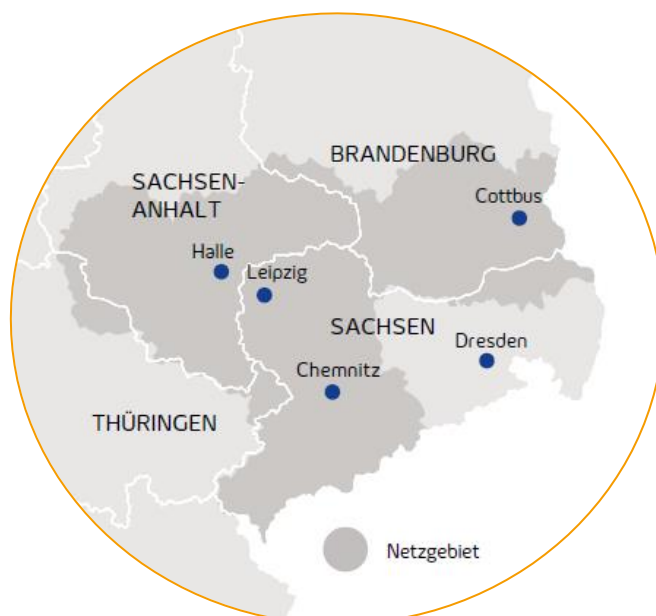 BRANDENBURG
SACHSEN-
ANHALT
Cottbus
Halle
Leipzig
SACHSEN
Dresden
Chemnitz
THÜRINGEN
Netzgebiet